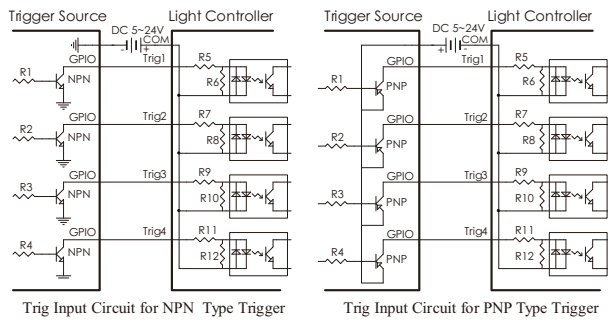 Trigger Source Light Controller
DC 5~24V
- + COM
GPIO Trig1 R5
R1 NPN R6
GPIO Trig2 R7
R2 NPN R8
GPIO Trig3 R9
R3 NPN R10
GPIO Trig4 R11
R4 NPN R12
Trig Input Circuit for NPN Type Trigger
Trigger Source Light Controller
DC 5~24V
+ - COM
GPIO Trig1 R5
R1 PNP R6
GPIO Trig2 R7
R2 PNP R8
GPIO Trig3 R9
R3 PNP R10
GPIO Trig4 R11
R4 PNP R12
Trig Input Circuit for PNP Type Trigger